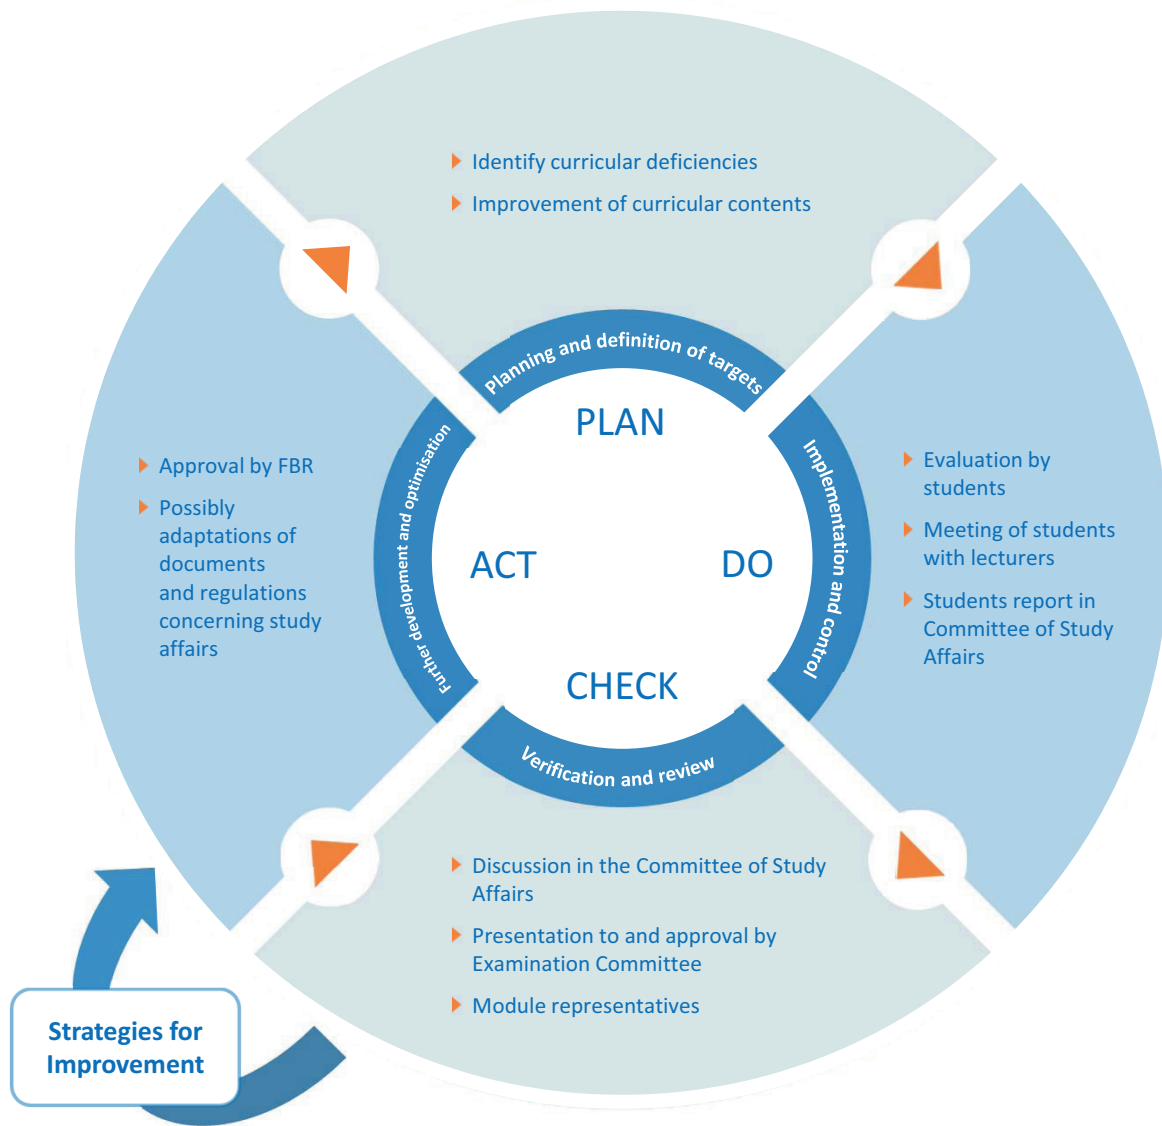 Identify curricular deficiencies
Improvement of curricular contents
Planning and definition of targets
PLAN
Approval by FBR
Possibly
adaptations of
documents
and regulations
concerning study
affairs
Further development and optimisation
ACT
DO
Implementation and control
Evaluation by
students
Meeting of students
with lecturers
Students report in
Committee of Study
Affairs
CHECK
Verification and review
Discussion in the Committee of Study
Affairs
Presentation to and approval by
Examination Committee
Module representatives
Strategies for
Improvement